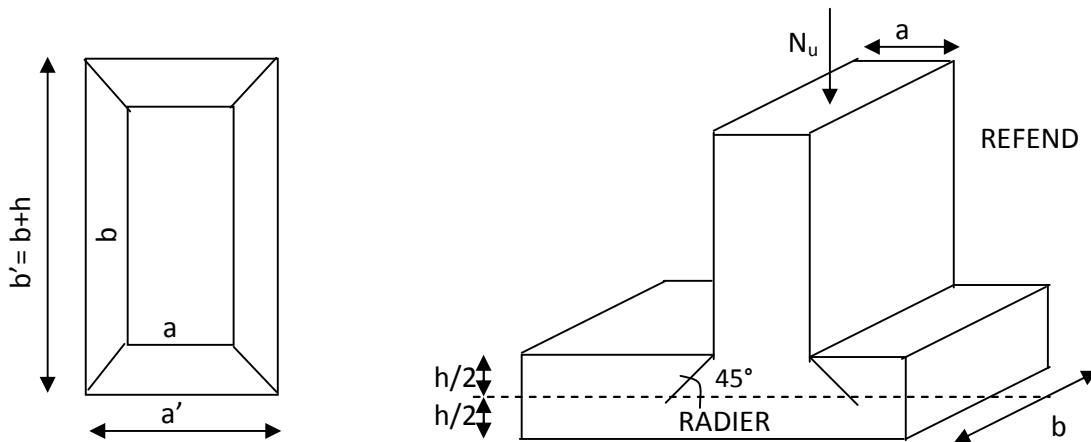 b'= b+h
b
a
a'
Nu
a
REFEND
h/2
45°
h/2
RADIER
b